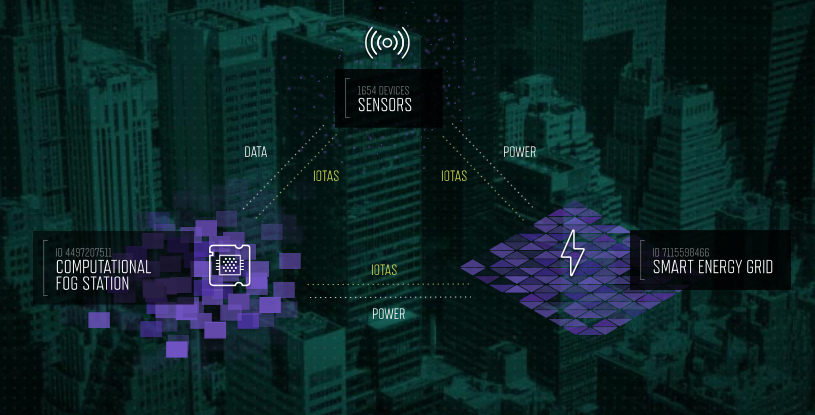 1654 DEVICES
SENSORS
DATA
POWER
IOTAS
IOTAS
ID 4497207511
COMPUTATIONAL
FOG STATION
ID 7115598466
SMART ENERGY GRID
IOTAS
POWER